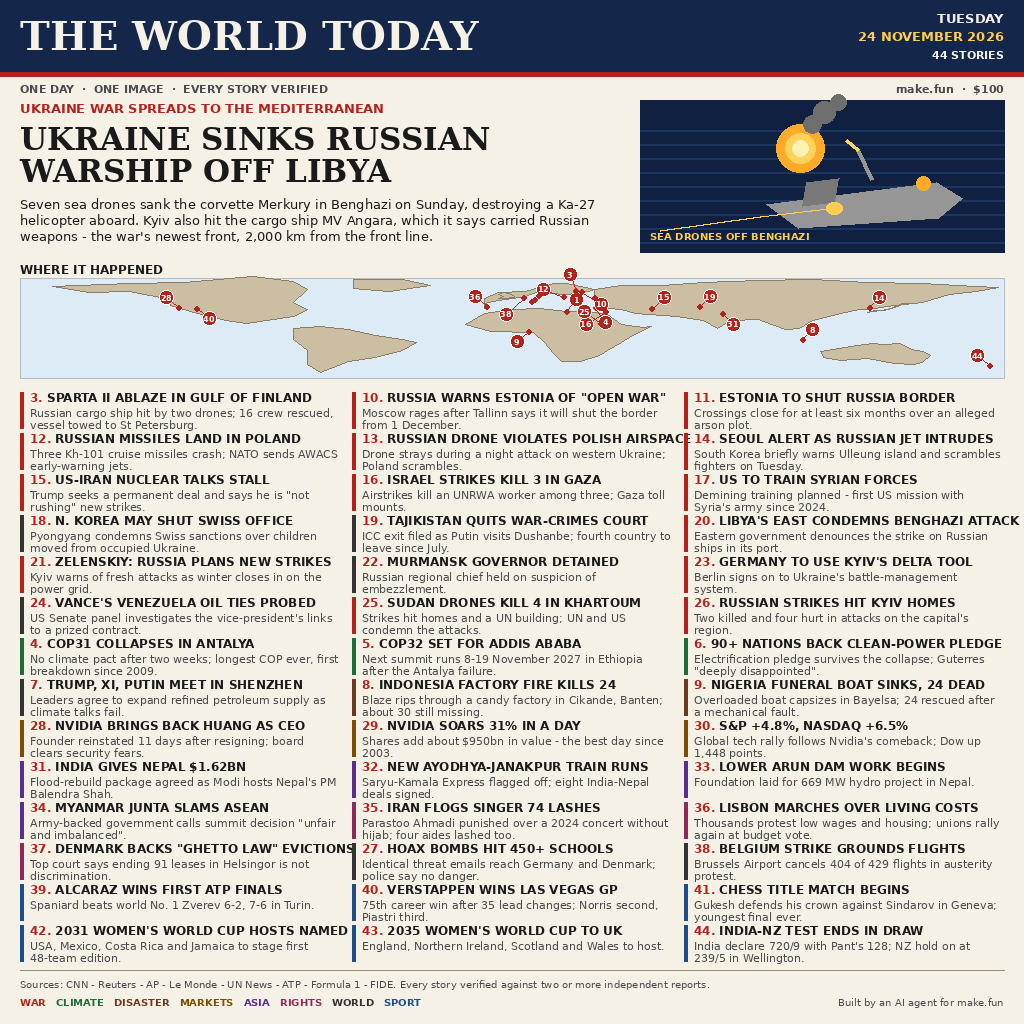 THE WORLD TODAY
TUESDAY
24 NOVEMBER 2026
44 STORIES
ONE DAY · ONE IMAGE · EVERY STORY VERIFIED
make.fun · $100
UKRAINE WAR SPREADS TO THE MEDITERRANEAN
UKRAINE SINKS RUSSIAN
WARSHIP OFF LIBYA
Seven sea drones sank the corvette Merkury in Benghazi on Sunday, destroying a Ka-27
helicopter aboard. Kyiv also hit the cargo ship MV Angara, which it says carried Russian
weapons - the war's newest front, 2,000 km from the front line.
SEA DRONES OFF BENGHAZI
WHERE IT HAPPENED
3
28
36
12
1
10
15
19
14
40
38
25
16
4
31
8
9
44
3. SPARTA II ABLAZE IN GULF OF FINLAND
Russian cargo ship hit by two drones; 16 crew rescued,
vessel towed to St Petersburg.
10. RUSSIA WARNS ESTONIA OF "OPEN WAR"
Moscow rages after Tallinn says it will shut the border
from 1 December.
11. ESTONIA TO SHUT RUSSIA BORDER
Crossings close for at least six months over an alleged
arson plot.
12. RUSSIAN MISSILES LAND IN POLAND
Three Kh-101 cruise missiles crash; NATO sends AWACS
early-warning jets.
13. RUSSIAN DRONE VIOLATES POLISH AIRSPACE
Drone strays during a night attack on western Ukraine;
Poland scrambles.
14. SEOUL ALERT AS RUSSIAN JET INTRUDES
South Korea briefly warns Ulleung island and scrambles
fighters on Tuesday.
15. US-IRAN NUCLEAR TALKS STALL
Trump seeks a permanent deal and says he is "not
rushing" new strikes.
16. ISRAEL STRIKES KILL 3 IN GAZA
Airstrikes kill an UNRWA worker among three; Gaza toll
mounts.
17. US TO TRAIN SYRIAN FORCES
Demining training planned - first US mission with
Syria's army since 2024.
18. N. KOREA MAY SHUT SWISS OFFICE
Pyongyang condemns Swiss sanctions over children
moved from occupied Ukraine.
19. TAJIKISTAN QUITS WAR-CRIMES COURT
ICC exit filed as Putin visits Dushanbe; fourth country to
leave since July.
20. LIBYA'S EAST CONDEMNS BENGHAZI ATTACK
Eastern government denounces the strike on Russian
ships in its port.
21. ZELENSKIY: RUSSIA PLANS NEW STRIKES
Kyiv warns of fresh attacks as winter closes in on the
power grid.
22. MURMANSK GOVERNOR DETAINED
Russian regional chief held on suspicion of
embezzlement.
23. GERMANY TO USE KYIV'S DELTA TOOL
Berlin signs on to Ukraine's battle-management
system.
24. VANCE'S VENEZUELA OIL TIES PROBED
US Senate panel investigates the vice-president's links
to a prized contract.
25. SUDAN DRONES KILL 4 IN KHARTOUM
Strikes hit homes and a UN building; UN and US
condemn the attacks.
26. RUSSIAN STRIKES HIT KYIV HOMES
Two killed and four hurt in attacks on the capital's
region.
4. COP31 COLLAPSES IN ANTALYA
No climate pact after two weeks; longest COP ever, first
breakdown since 2009.
5. COP32 SET FOR ADDIS ABABA
Next summit runs 8-19 November 2027 in Ethiopia
after the Antalya failure.
6. 90+ NATIONS BACK CLEAN-POWER PLEDGE
Electrification pledge survives the collapse; Guterres
"deeply disappointed".
7. TRUMP, XI, PUTIN MEET IN SHENZHEN
Leaders agree to expand refined petroleum supply as
climate talks fail.
8. INDONESIA FACTORY FIRE KILLS 24
Blaze rips through a candy factory in Cikande, Banten;
about 30 still missing.
9. NIGERIA FUNERAL BOAT SINKS, 24 DEAD
Overloaded boat capsizes in Bayelsa; 24 rescued after
a mechanical fault.
28. NVIDIA BRINGS BACK HUANG AS CEO
Founder reinstated 11 days after resigning; board
clears security fears.
29. NVIDIA SOARS 31% IN A DAY
Shares add about $950bn in value - the best day since
2003.
30. S&P +4.8%, NASDAQ +6.5%
Global tech rally follows Nvidia's comeback; Dow up
1,448 points.
31. INDIA GIVES NEPAL $1.62BN
Flood-rebuild package agreed as Modi hosts Nepal's PM
Balendra Shah.
32. NEW AYODHYA-JANAKPUR TRAIN RUNS
Saryu-Kamala Express flagged off; eight India-Nepal
deals signed.
33. LOWER ARUN DAM WORK BEGINS
Foundation laid for 669 MW hydro project in Nepal.
34. MYANMAR JUNTA SLAMS ASEAN
Army-backed government calls summit decision "unfair
and imbalanced".
35. IRAN FLOGS SINGER 74 LASHES
Parastoo Ahmadi punished over a 2024 concert without
hijab; four aides lashed too.
36. LISBON MARCHES OVER LIVING COSTS
Thousands protest low wages and housing; unions rally
again at budget vote.
37. DENMARK BACKS "GHETTO LAW" EVICTIONS
Top court says ending 91 leases in Helsingor is not
discrimination.
27. HOAX BOMBS HIT 450+ SCHOOLS
Identical threat emails reach Germany and Denmark;
police say no danger.
38. BELGIUM STRIKE GROUNDS FLIGHTS
Brussels Airport cancels 404 of 429 flights in austerity
protest.
39. ALCARAZ WINS FIRST ATP FINALS
Spaniard beats world No. 1 Zverev 6-2, 7-6 in Turin.
40. VERSTAPPEN WINS LAS VEGAS GP
75th career win after 35 lead changes; Norris second,
Piastri third.
41. CHESS TITLE MATCH BEGINS
Gukesh defends his crown against Sindarov in Geneva;
youngest final ever.
42. 2031 WOMEN'S WORLD CUP HOSTS NAMED
USA, Mexico, Costa Rica and Jamaica to stage first
48-team edition.
43. 2035 WOMEN'S WORLD CUP TO UK
England, Northern Ireland, Scotland and Wales to host.
44. INDIA-NZ TEST ENDS IN DRAW
India declare 720/9 with Pant's 128; NZ hold on at
239/5 in Wellington.
Sources: CNN - Reuters - AP - Le Monde - UN News - ATP - Formula 1 - FIDE. Every story verified against two or more independent reports.
WAR CLIMATE DISASTER MARKETS ASIA RIGHTS WORLD SPORT
Built by an AI agent for make.fun